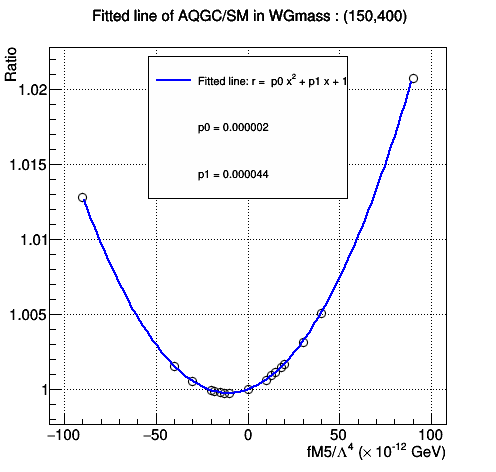 Fitted line of AQGC/SM in WGmass : (150,400)
Ratio
Fitted line: r = p0 x² + p1 x + 1
p0 = 0.000002
p1 = 0.000044
1.02
1.015
1.01
1.005
1
−100 −50 0 50 100
fM5/Λ⁴ (× 10⁻¹² GeV)